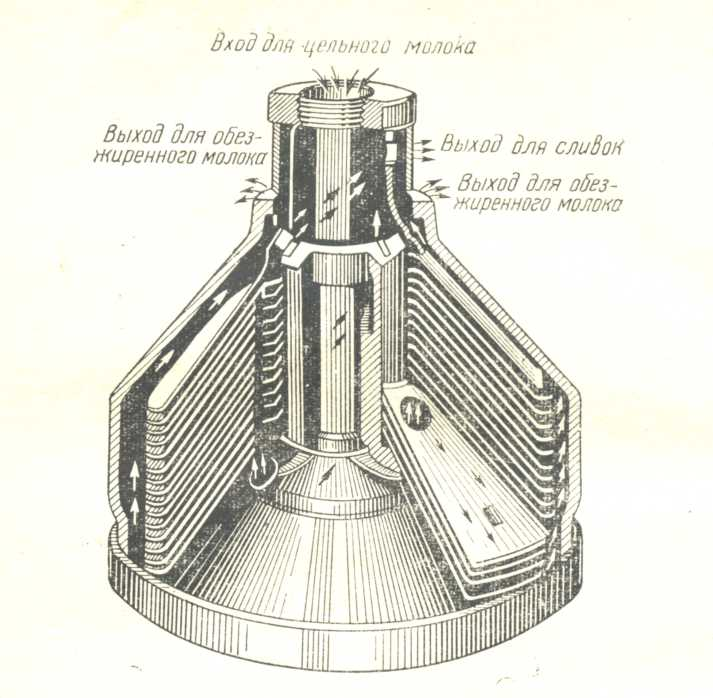 Вход для цельного молока
Выход для обез-
жиренного молока
Выход для сливок
Выход для обез-
жиренного молока